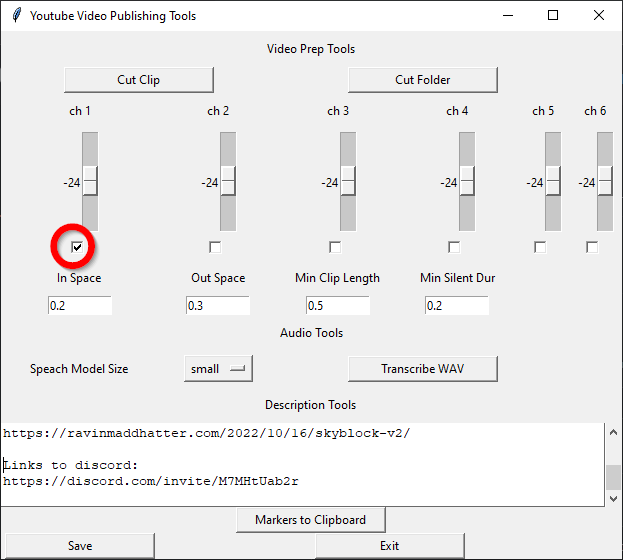 Youtube Video Publishing Tools
Video Prep Tools
Cut Clip Cut Folder
ch 1 ch 2 ch 3 ch 4 ch 5 ch 6
-24 -24 -24 -24 -24 -24
In Space Out Space Min Clip Length Min Silent Dur
0.2 0.3 0.5 0.2
Audio Tools
Speach Model Size small Transcribe WAV
Description Tools
https://ravinmaddhatter.com/2022/10/16/skyblock-v2/
Links to discord:
https://discord.com/invite/M7MHtUab2r
Markers to Clipboard
Save Exit